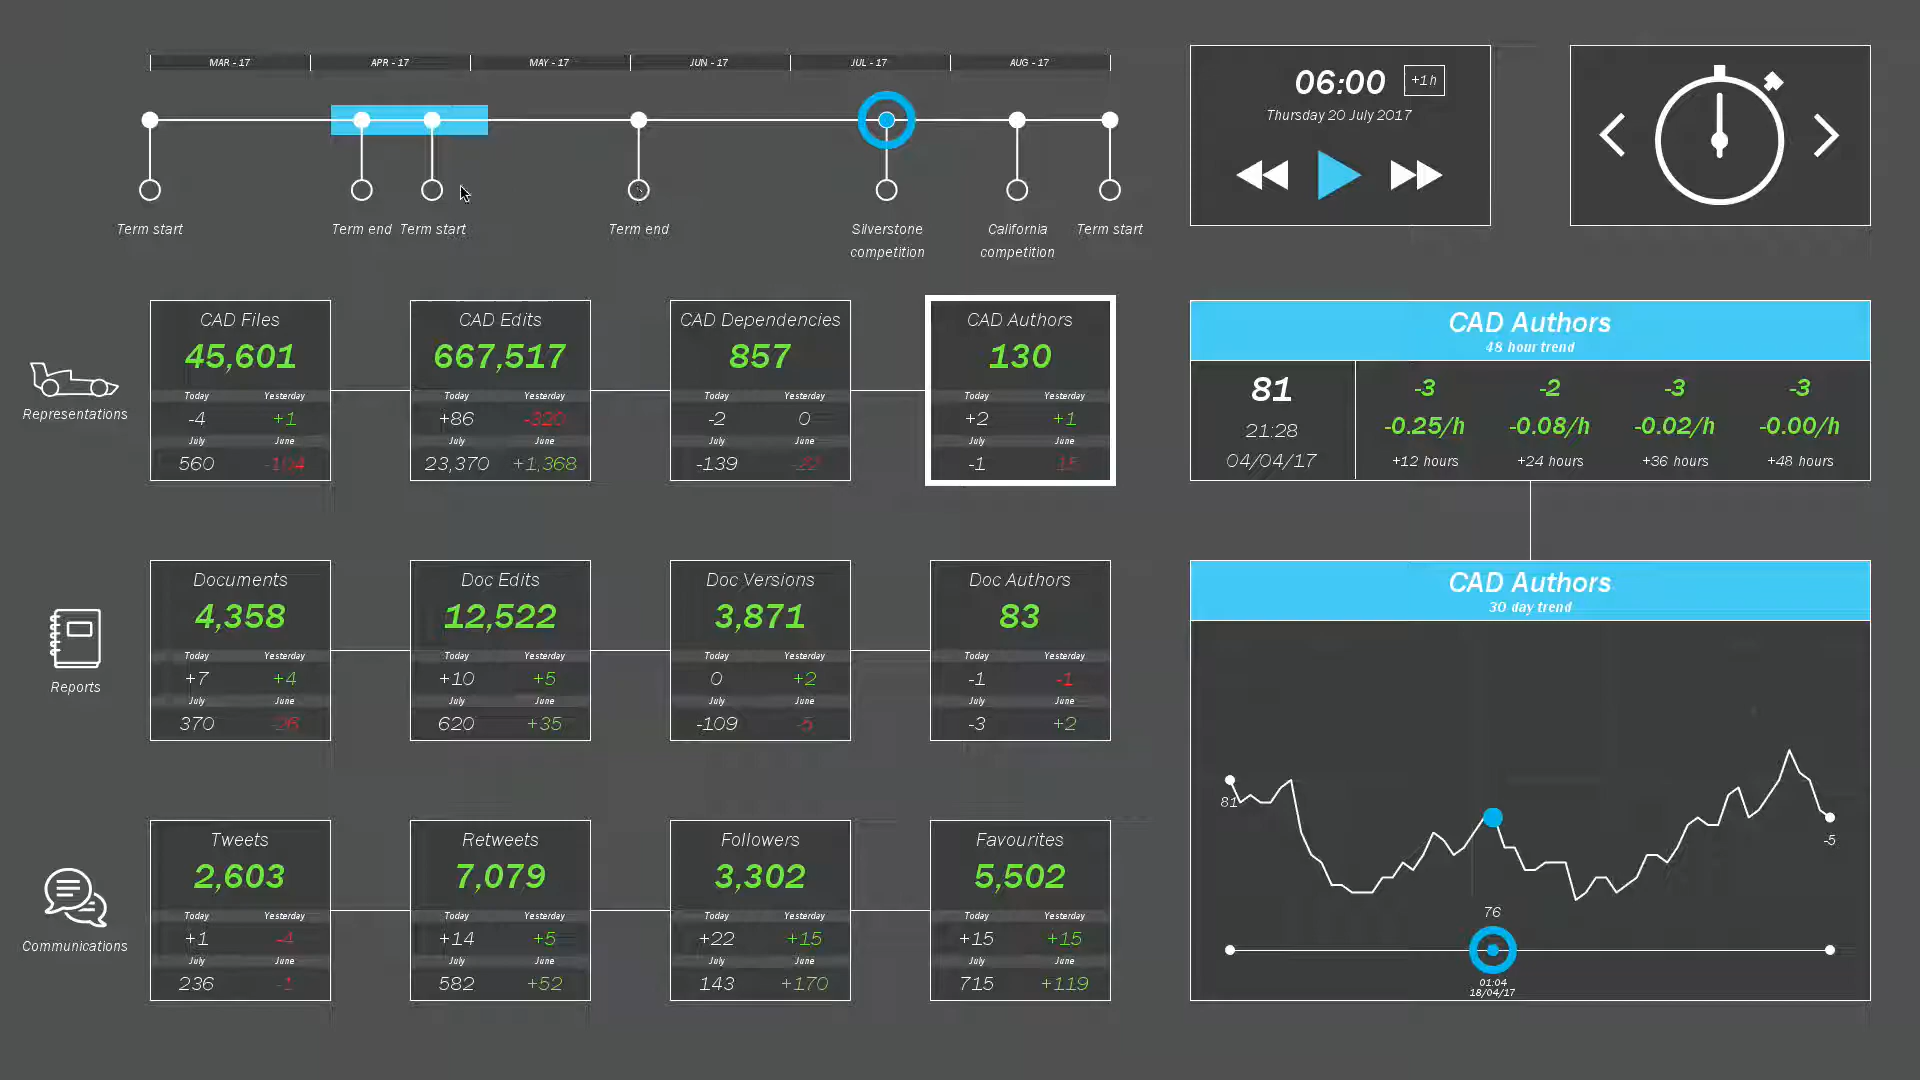 MAR - 17 APR - 17 MAY - 17 JUN - 17 JUL - 17 AUG - 17
Term start Term end Term start Term end Silverstone competition California competition Term start
06:00 +1h
Thursday 20 July 2017
Representations
CAD Files
45,601
Today Yesterday
-4 +1
July June
560 -104
CAD Edits
667,517
Today Yesterday
+86 -320
July June
23,370 +1,368
CAD Dependencies
857
Today Yesterday
-2 0
July June
-139 -22
CAD Authors
130
Today Yesterday
+2 +1
July June
-1 15
CAD Authors
48 hour trend
81
21:28
04/04/17
-3 -2 -3 -3
-0.25/h -0.08/h -0.02/h -0.00/h
+12 hours +24 hours +36 hours +48 hours
Reports
Documents
4,358
Today Yesterday
+7 +4
July June
370 -26
Doc Edits
12,522
Today Yesterday
+10 +5
July June
620 +35
Doc Versions
3,871
Today Yesterday
0 +2
July June
-109 -5
Doc Authors
83
Today Yesterday
-1 -1
July June
-3 +2
CAD Authors
30 day trend
81
-5
76
01:04
18/04/17
Communications
Tweets
2,603
Today Yesterday
+1 -4
July June
236 -1
Retweets
7,079
Today Yesterday
+14 +5
July June
582 +52
Followers
3,302
Today Yesterday
+22 +15
July June
143 +170
Favourites
5,502
Today Yesterday
+15 +15
July June
715 +119